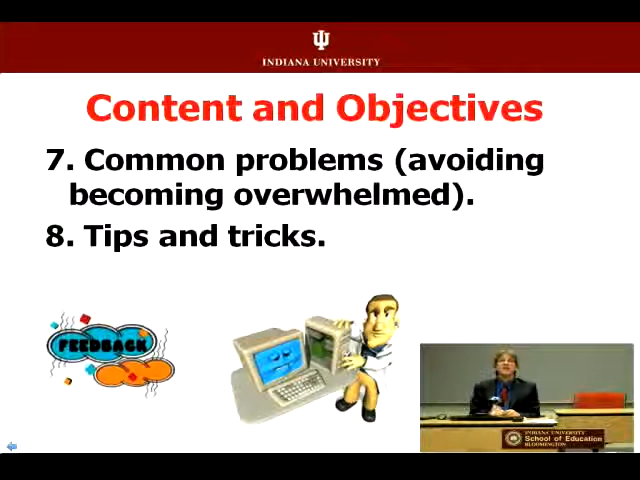 INDIANA UNIVERSITY
Content and Objectives
7. Common problems (avoiding
becoming overwhelmed).
8. Tips and tricks.
FEEDBACK
INDIANA UNIVERSITY
School of Education
BLOOMINGTON